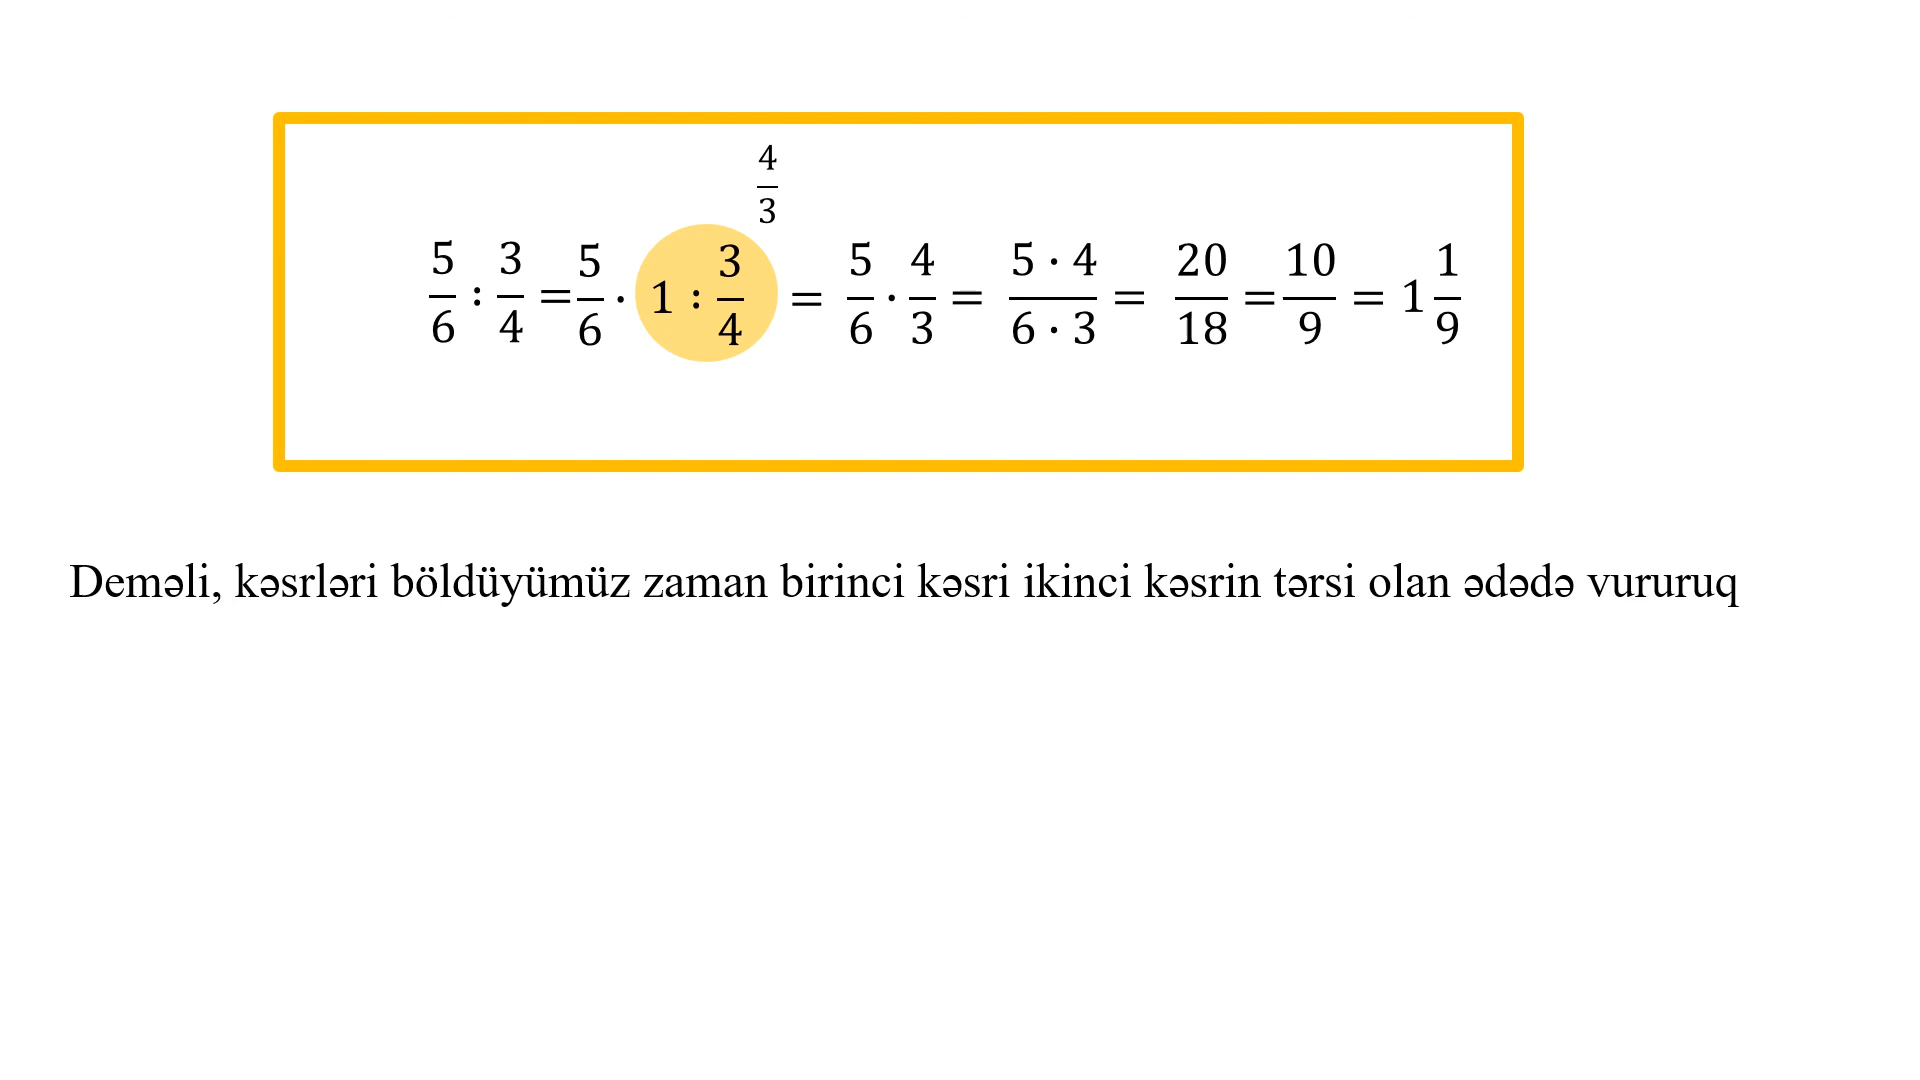 4/3
5/6 : 3/4 = 5/6 · 1 : 3/4 = 5/6 · 4/3 = 5 · 4/6 · 3 = 20/18 = 10/9 = 1 1/9
Deməli, kəsrləri böldüyümüz zaman birinci kəsri ikinci kəsrin tərsi olan ədədə vururuq